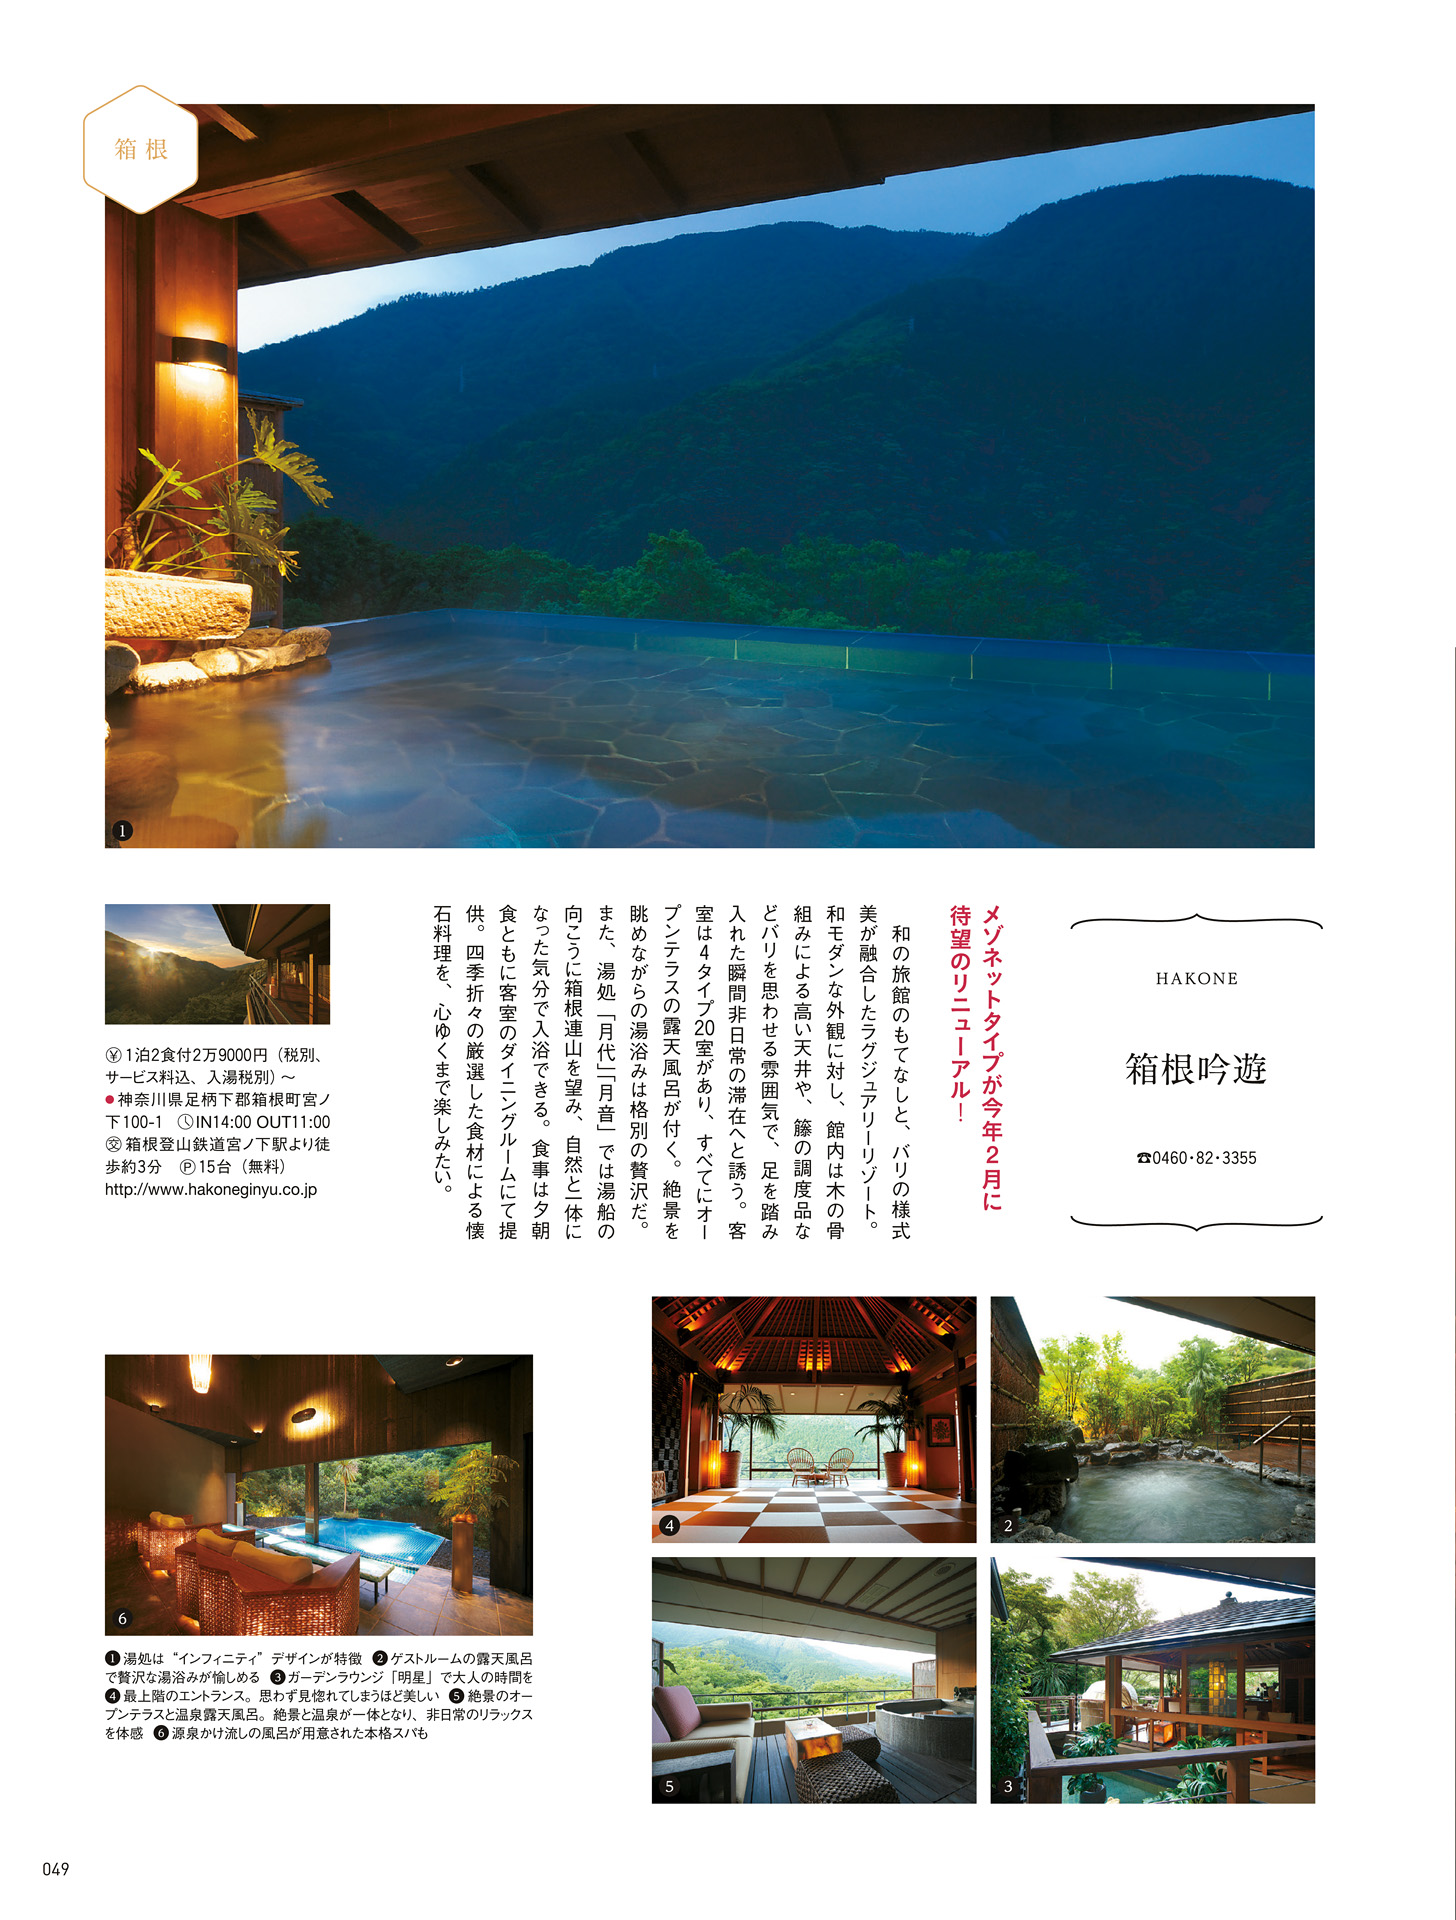 箱根
1
HAKONE
箱根吟遊
☎0460・82・3355
メゾネットタイプが今年2月に
待望のリニューアル！
和の旅館のもてなしと、バリの様式
美が融合したラグジュアリーリゾート。
和モダンな外観に対し、館内は木の骨
組みによる高い天井や、籐の調度品な
どバリを思わせる雰囲気で、足を踏み
入れた瞬間非日常の滞在へと誘う。客
室は4タイプ20室があり、すべてにオー
プンテラスの露天風呂が付く。絶景を
眺めながらの湯浴みは格別の贅沢だ。
また、湯処「月代」「月音」では湯船の
向こうに箱根連山を望み、自然と一体に
なった気分で入浴できる。食事は夕朝
食ともに客室のダイニングルームにて提
供。四季折々の厳選した食材による懐
石料理を、心ゆくまで楽しみたい。
¥1泊2食付2万9000円（税別、
サービス料込、入湯税別）～
●神奈川県足柄下郡箱根町宮ノ
下100-1 IN14:00 OUT11:00
交箱根登山鉄道宮ノ下駅より徒
歩約3分 Ⓟ15台（無料）
http://www.hakoneginyu.co.jp
4
2
5
3
6
❶湯処は“インフィニティ”デザインが特徴 ❷ゲストルームの露天風呂
で贅沢な湯浴みが愉しめる ❸ガーデンラウンジ「明星」で大人の時間を
❹最上階のエントランス。思わず見惚れてしまうほど美しい ❺絶景のオー
プンテラスと温泉露天風呂。絶景と温泉が一体となり、非日常のリラックス
を体感 ❻源泉かけ流しの風呂が用意された本格スパも
049